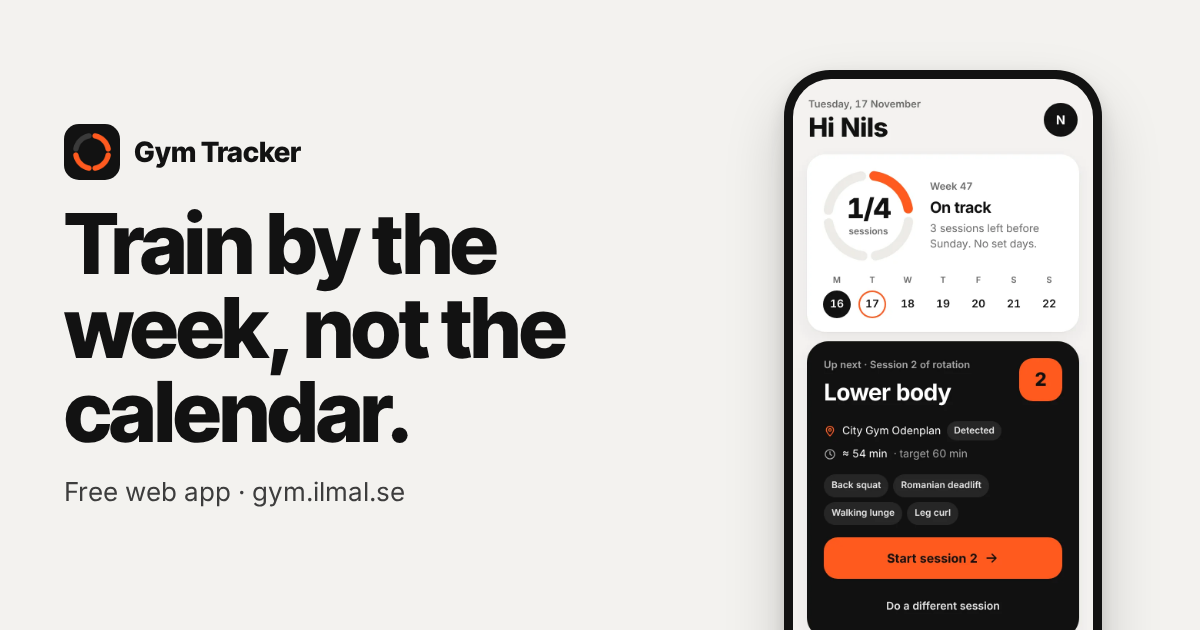 Gym Tracker
Train by the
week, not the
calendar.
Free web app · gym.ilmal.se
Tuesday, 17 November
Hi Nils
N
1/4
sessions
Week 47
On track
3 sessions left before
Sunday. No set days.
M T W T F S S
16 17 18 19 20 21 22
Up next · Session 2 of rotation
2
Lower body
City Gym Odenplan Detected
≈ 54 min · target 60 min
Back squat Romanian deadlift
Walking lunge Leg curl
Start session 2 →
Do a different session